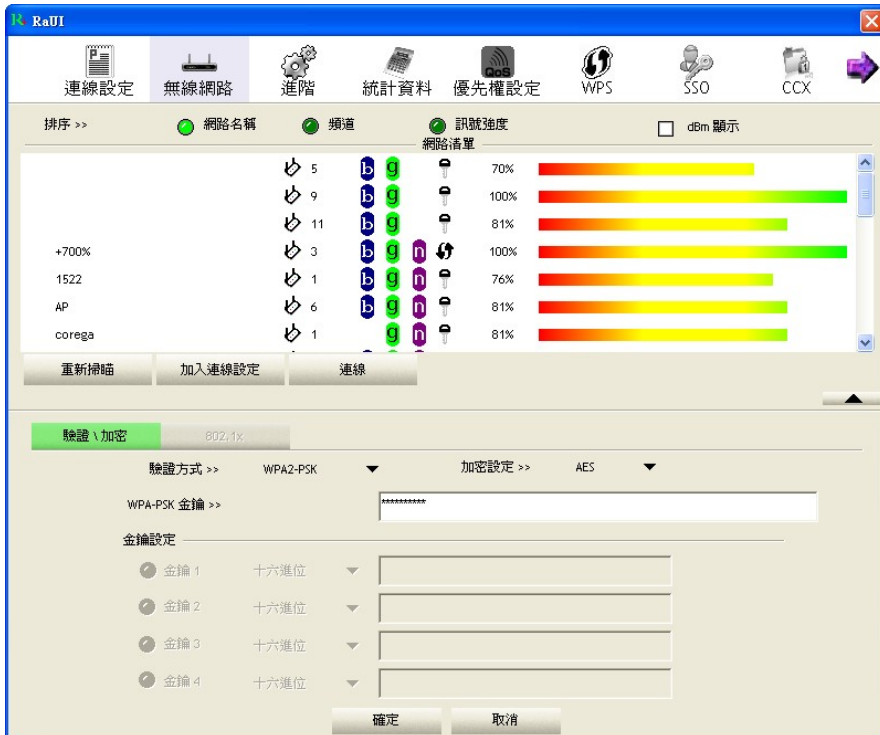 RaUI
連線設定 無線網路 進階 統計資料 優先權設定 WPS SSO CCX
排序 >> 網路名稱 頻道 訊號強度 dBm 顯示
網路清單
5 b g 70%
9 b g 100%
11 b g 81%
+700% 3 b g n 100%
1522 1 b g n 76%
AP 6 b g n 81%
corega 1 g n 81%
重新掃瞄 加入連線設定 連線
驗證 \ 加密 802.1x
驗證方式 >> WPA2-PSK 加密設定 >> AES
WPA-PSK 金鑰 >> **********
金鑰設定
金鑰 1 十六進位
金鑰 2 十六進位
金鑰 3 十六進位
金鑰 4 十六進位
確定 取消